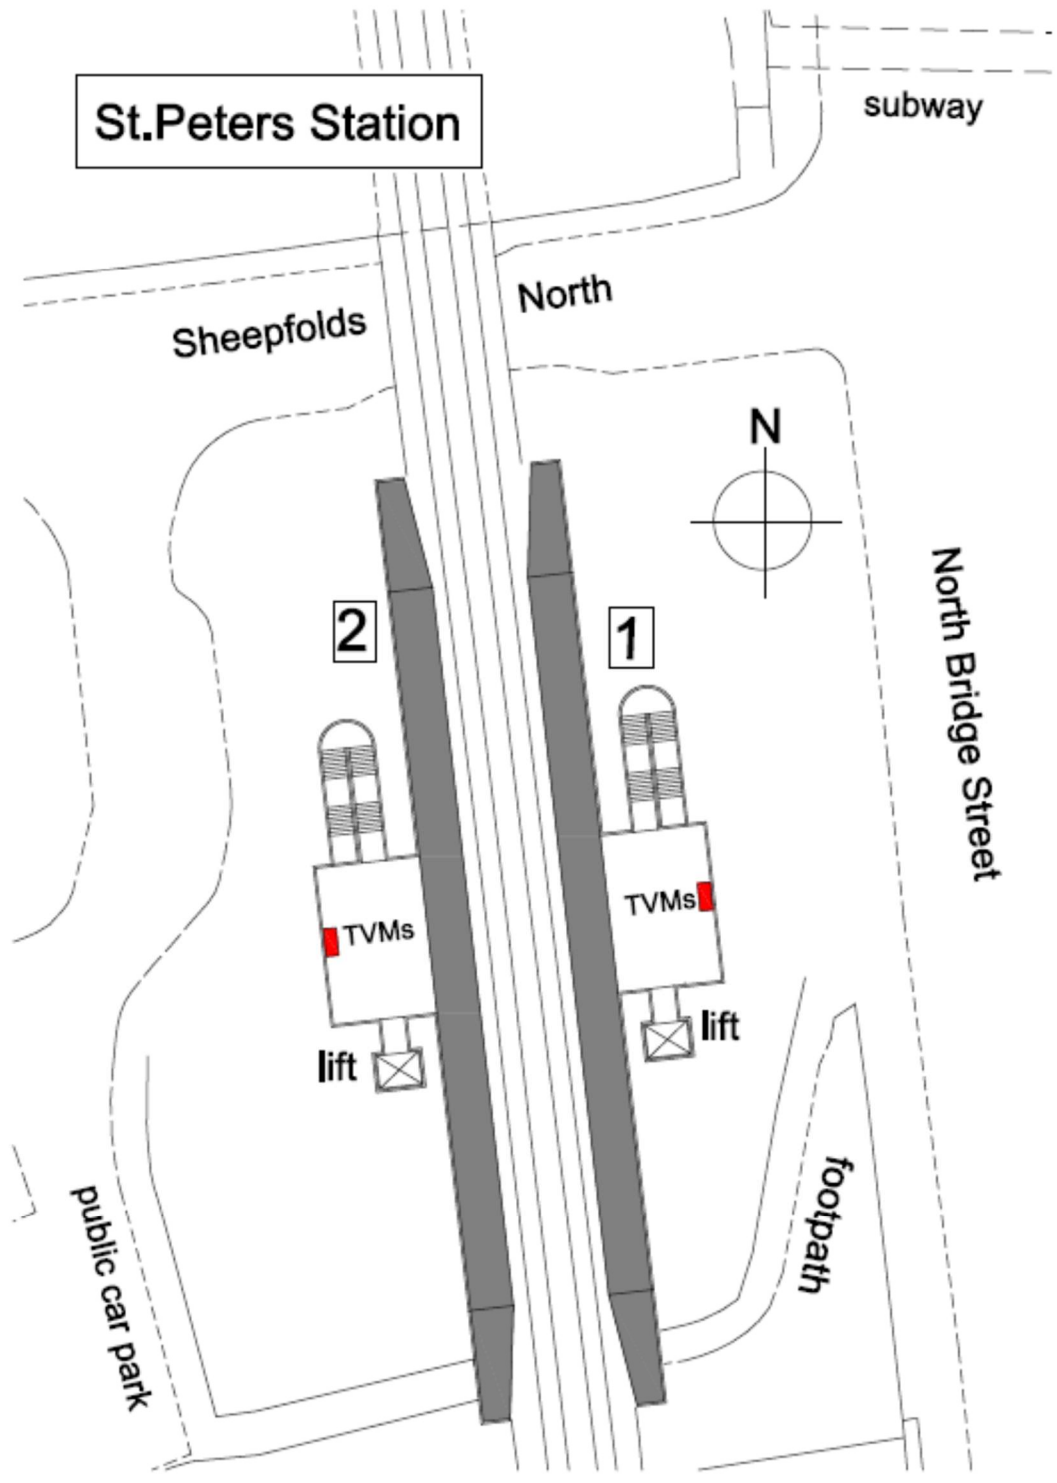 St.Peters Station
subway
North
Sheepfolds
N
2
1
North Bridge Street
TVMs
TVMs
lift
lift
footpath
public car park